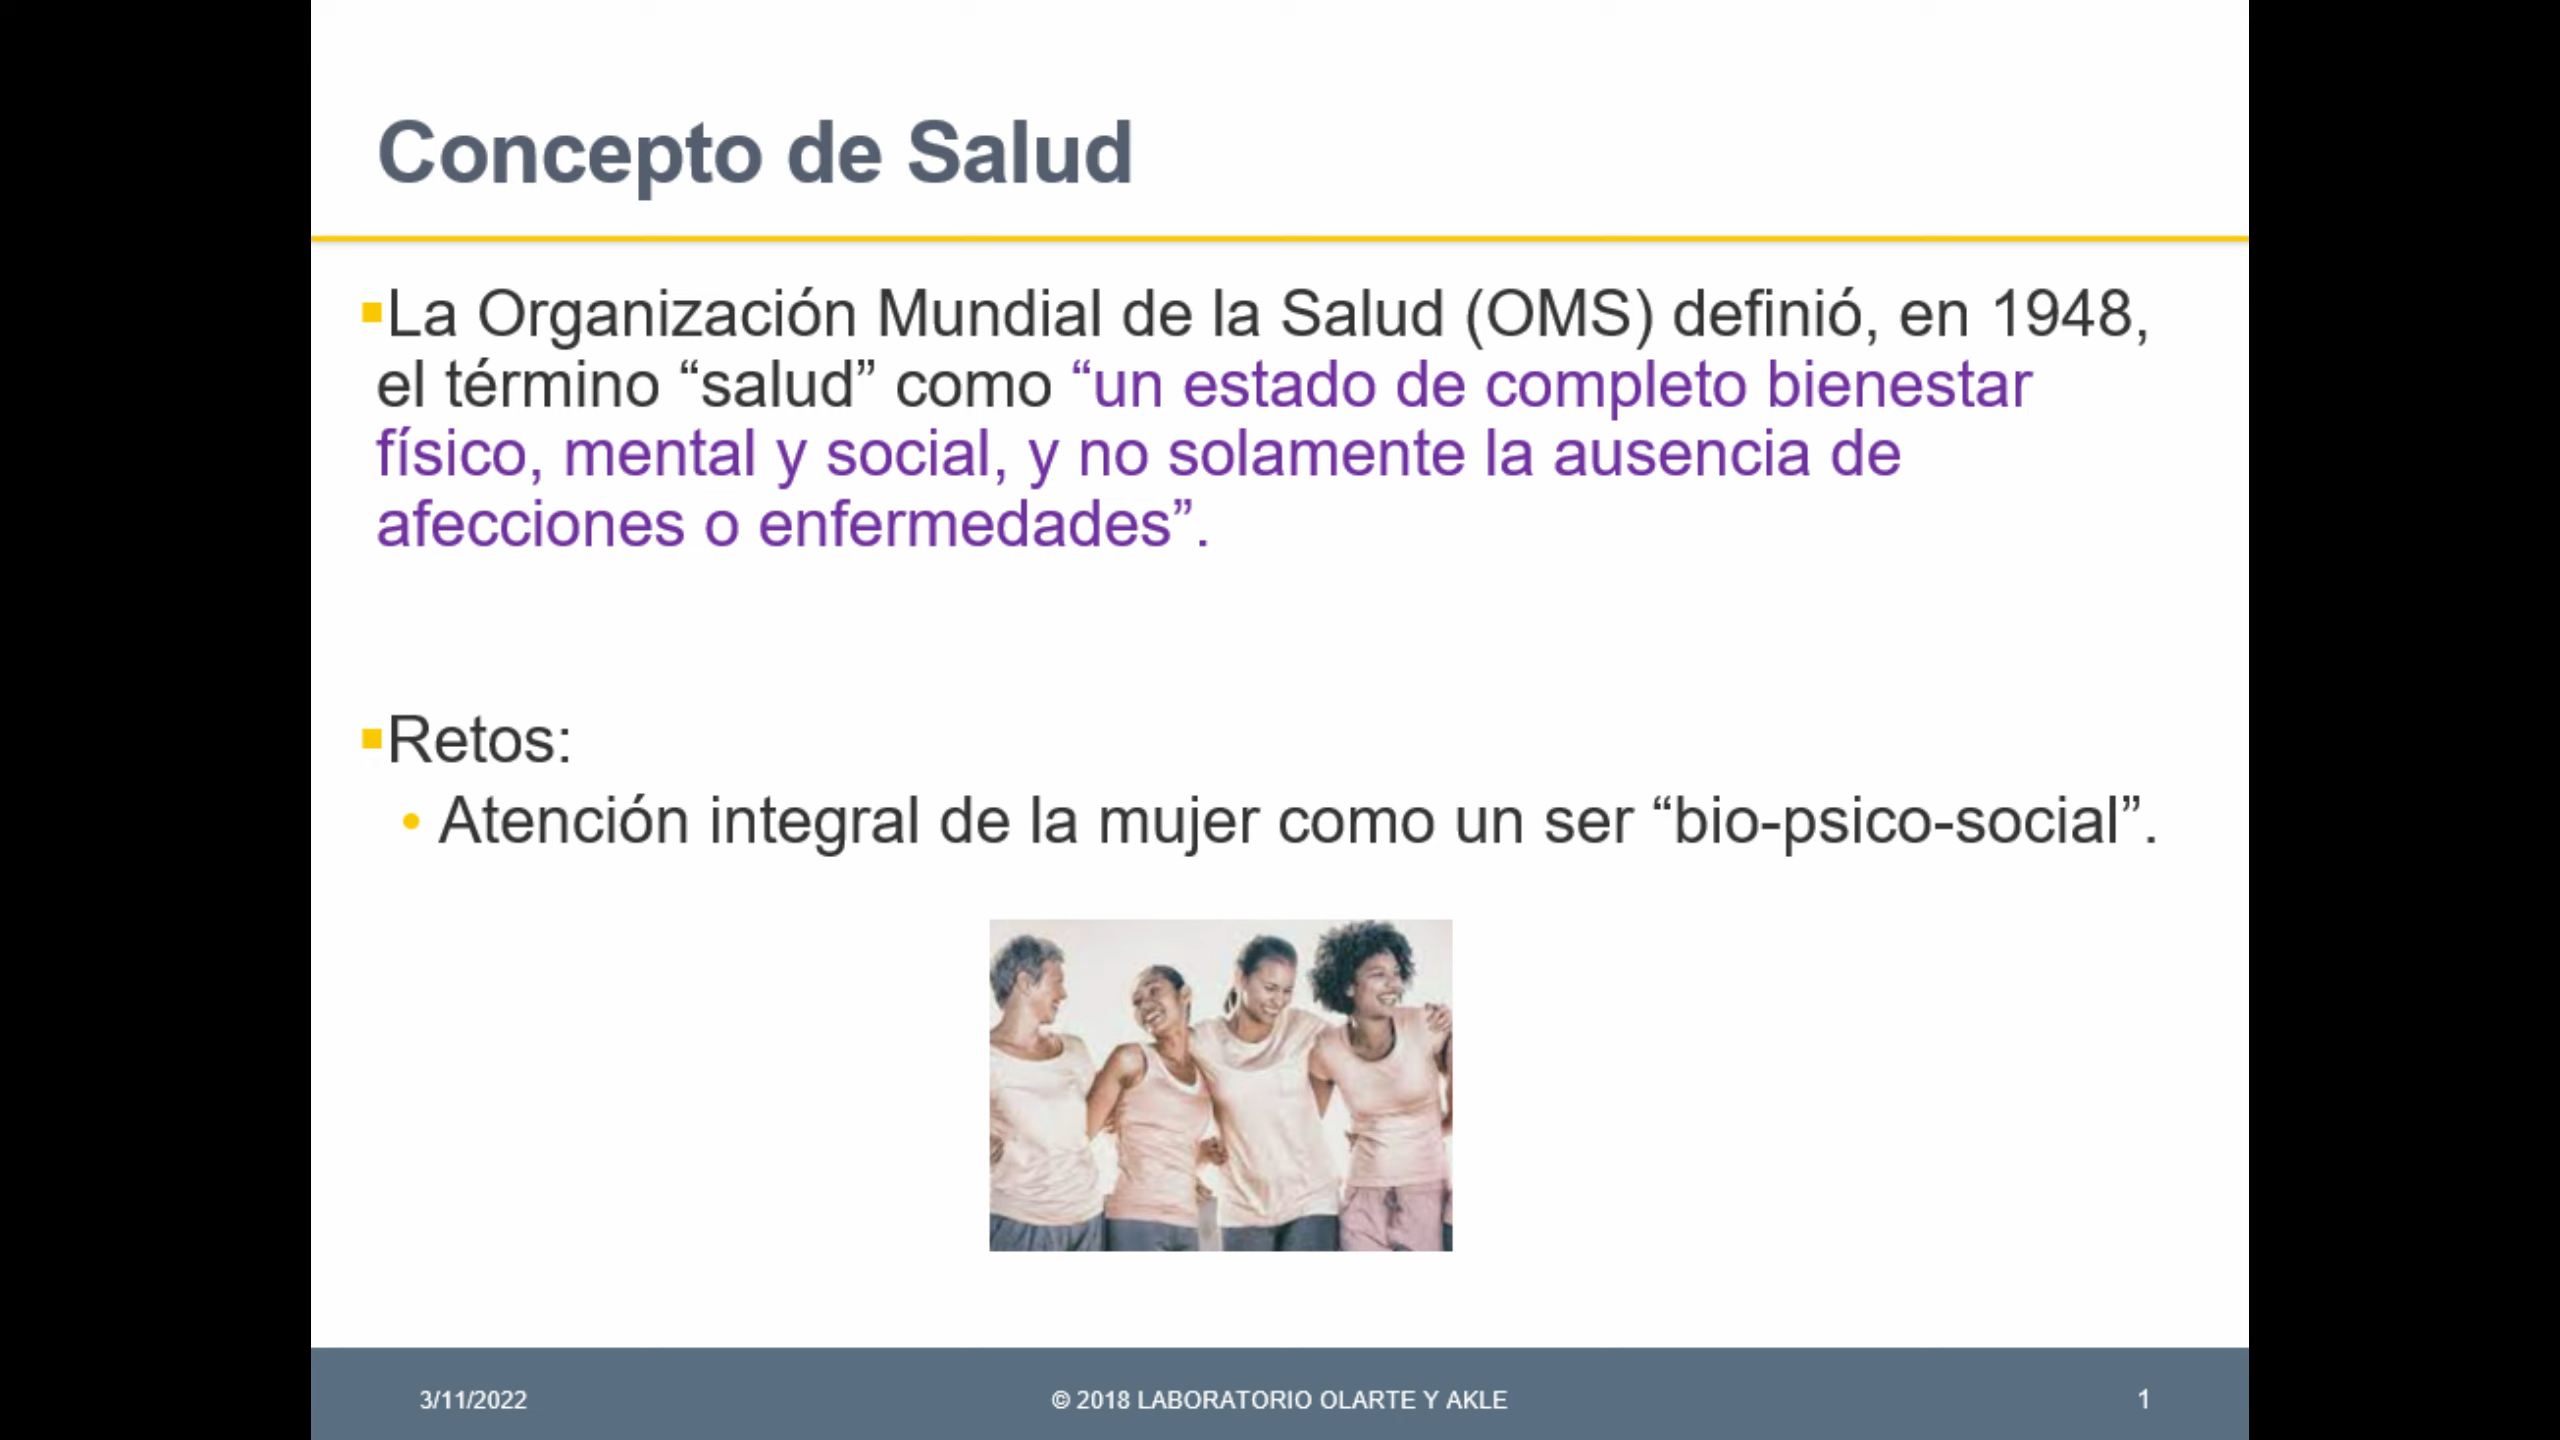 Concepto de Salud
▪La Organización Mundial de la Salud (OMS) definió, en 1948,
el término “salud” como “un estado de completo bienestar
físico, mental y social, y no solamente la ausencia de
afecciones o enfermedades”.
▪Retos:
• Atención integral de la mujer como un ser “bio-psico-social”.
3/11/2022
© 2018 LABORATORIO OLARTE Y AKLE
1